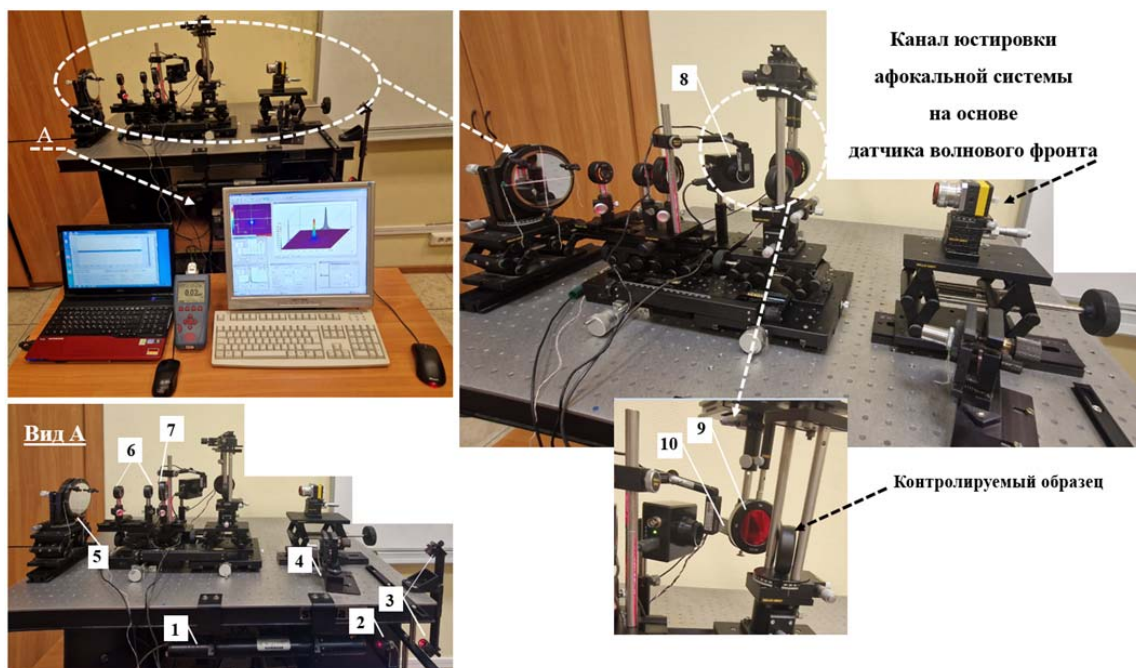 A
8
Канал юстировки
афокальной системы
на основе
датчика волнового фронта
Вид А
6
7
5
4
3
1
2
10
9
Контролируемый образец